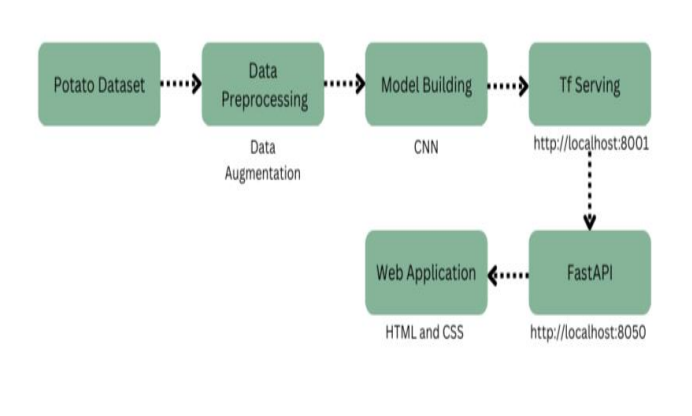 Potato Dataset
Data
Preprocessing
Model Building
Tf Serving
Data
Augmentation
CNN
http://localhost:8001
Web Application
FastAPI
HTML and CSS
http://localhost:8050